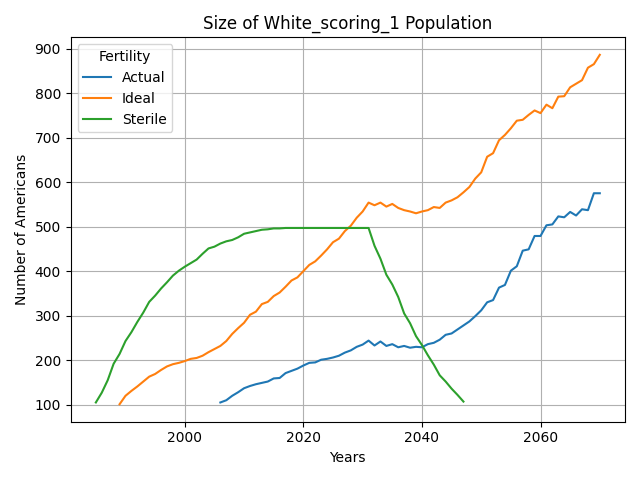 Size of White_scoring_1 Population
Fertility
Actual
Ideal
Sterile
Number of Americans
900
800
700
600
500
400
300
200
100
2000 2020 2040 2060
Years